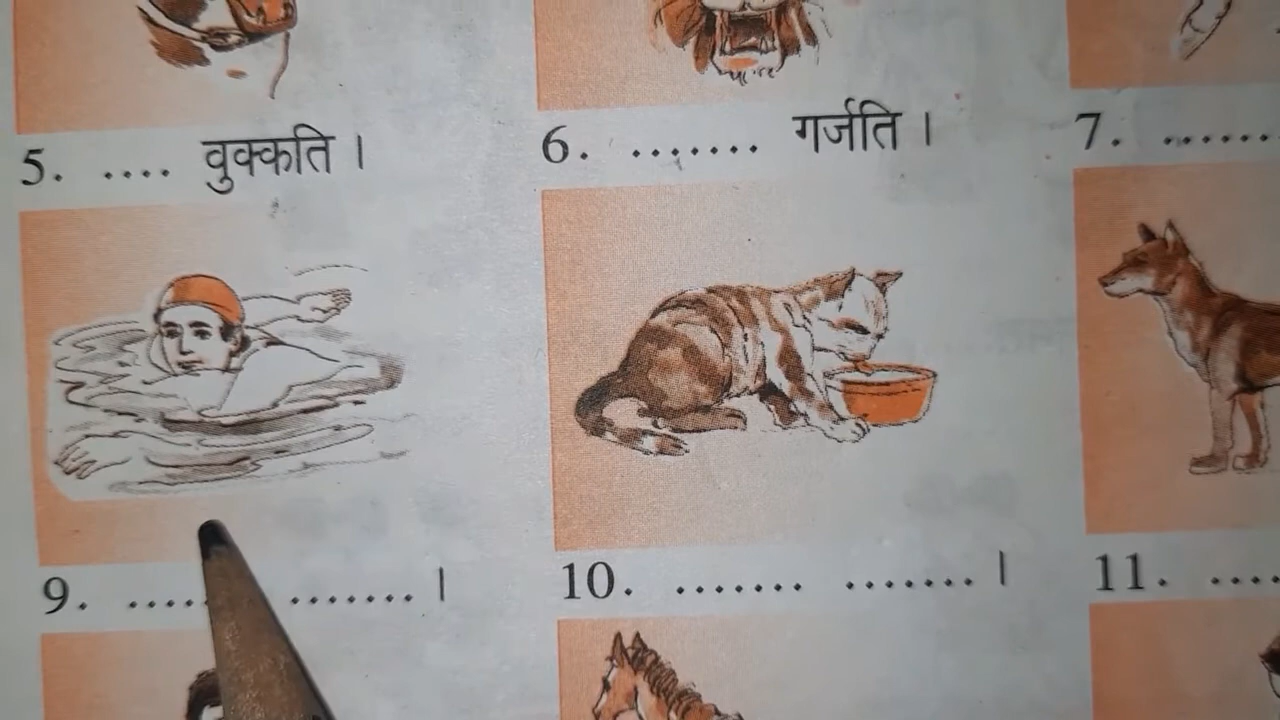 5. .... वुक्कति ।
6. ....... गर्जति ।
7. ......
9. ..... ....... ।
10. ....... ....... ।
11. ....